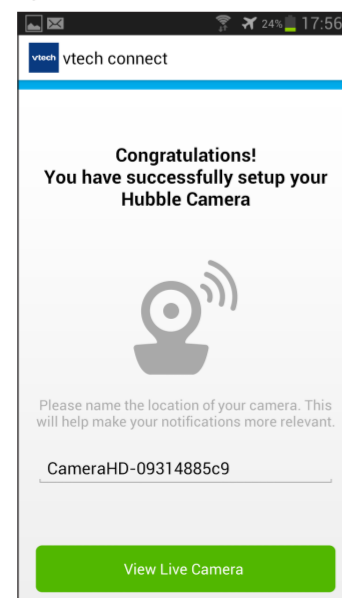 24% 17:56
vtech vtech connect
Congratulations!
You have successfully setup your
Hubble Camera
Please name the location of your camera. This
will help make your notifications more relevant.
CameraHD-09314885c9
View Live Camera